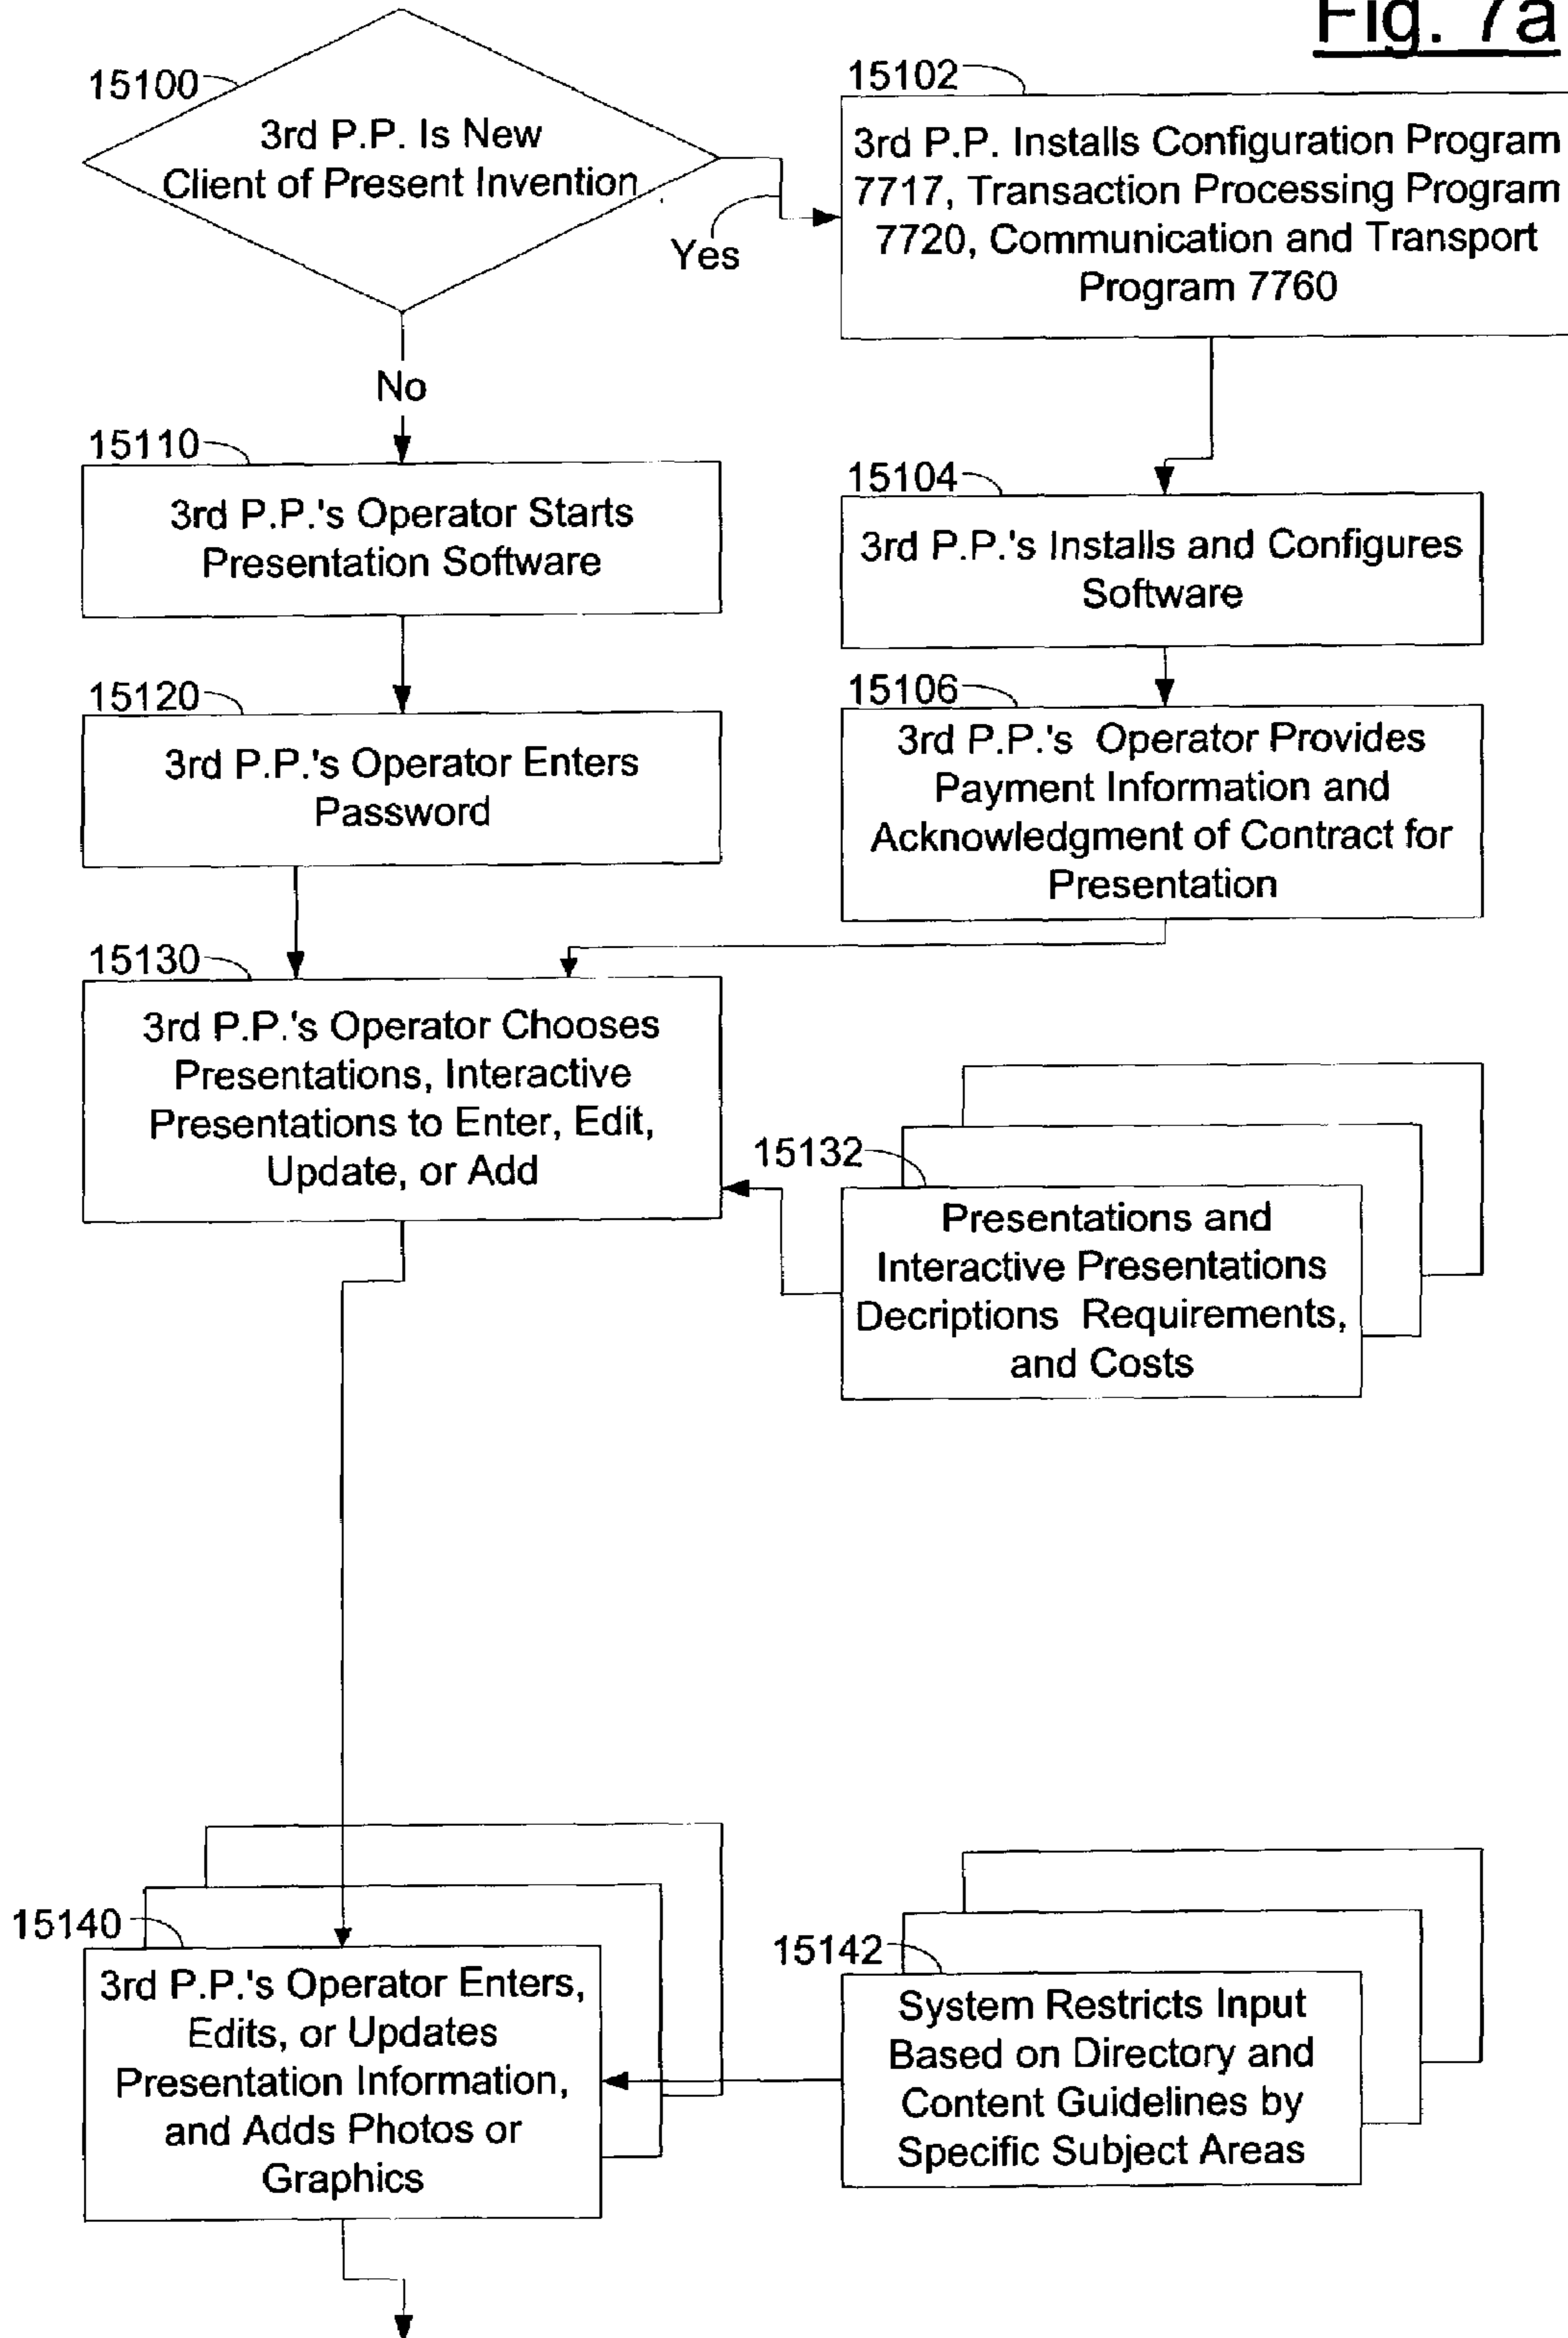 Fig. 7a
15100
3rd P.P. Is New
Client of Present Invention
Yes
No
15102
3rd P.P. Installs Configuration Program
7717, Transaction Processing Program
7720, Communication and Transport
Program 7760
15110
3rd P.P.'s Operator Starts
Presentation Software
15104
3rd P.P.'s Installs and Configures
Software
15120
3rd P.P.'s Operator Enters
Password
15106
3rd P.P.'s Operator Provides
Payment Information and
Acknowledgment of Contract for
Presentation
15130
3rd P.P.'s Operator Chooses
Presentations, Interactive
Presentations to Enter, Edit,
Update, or Add
15132
Presentations and
Interactive Presentations
Decriptions Requirements,
and Costs
15140
3rd P.P.'s Operator Enters,
Edits, or Updates
Presentation Information,
and Adds Photos or
Graphics
15142
System Restricts Input
Based on Directory and
Content Guidelines by
Specific Subject Areas